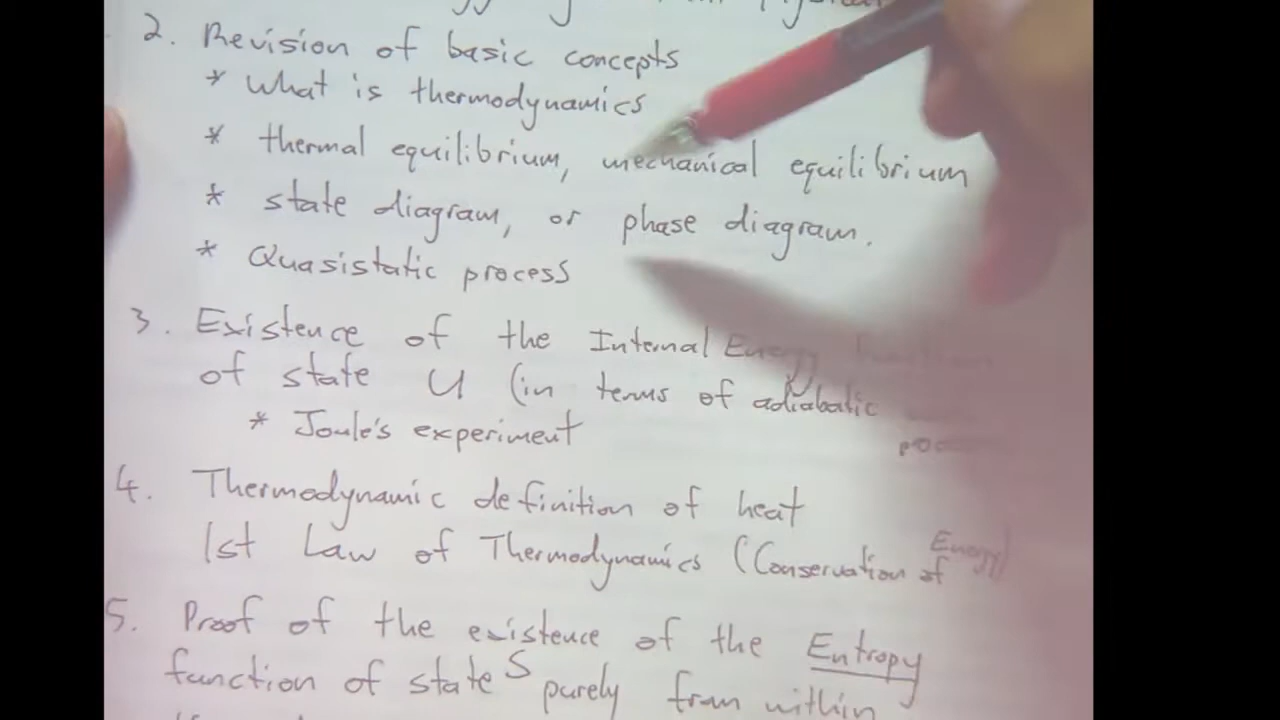 2. Revision of basic concepts
* What is thermodynamics
* thermal equilibrium, mechanical equilibrium
* state diagram, or phase diagram.
* Quasistatic process
3. Existence of the Internal Energy
of state U (in terms of adiabatic
* Joule's experiment
4. Thermodynamic definition of heat
1st Law of Thermodynamics (Conservation of Energy)
5. Proof of the existence of the Entropy
function of state S purely from within